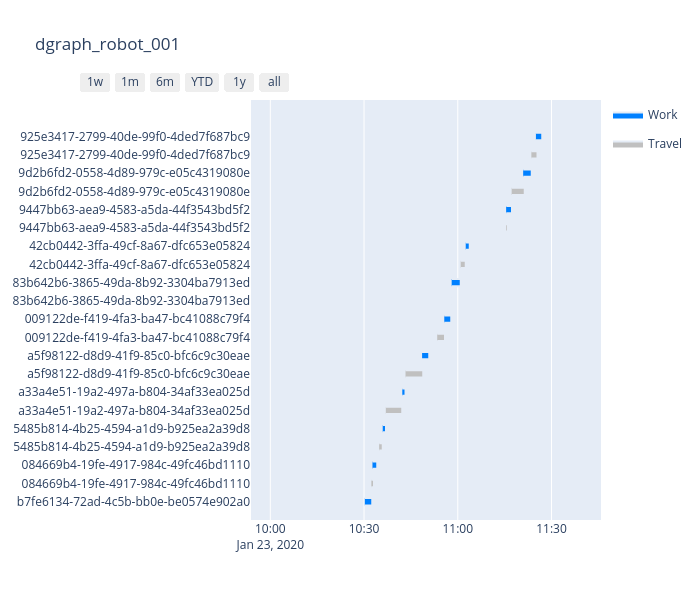 dgraph_robot_001
1w 1m 6m YTD 1y all
Work
Travel
925e3417-2799-40de-99f0-4ded7f687bc9
925e3417-2799-40de-99f0-4ded7f687bc9
9d2b6fd2-0558-4d89-979c-e05c4319080e
9d2b6fd2-0558-4d89-979c-e05c4319080e
9447bb63-aea9-4583-a5da-44f3543bd5f2
9447bb63-aea9-4583-a5da-44f3543bd5f2
42cb0442-3ffa-49cf-8a67-dfc653e05824
42cb0442-3ffa-49cf-8a67-dfc653e05824
83b642b6-3865-49da-8b92-3304ba7913ed
83b642b6-3865-49da-8b92-3304ba7913ed
009122de-f419-4fa3-ba47-bc41088c79f4
009122de-f419-4fa3-ba47-bc41088c79f4
a5f98122-d8d9-41f9-85c0-bfc6c9c30eae
a5f98122-d8d9-41f9-85c0-bfc6c9c30eae
a33a4e51-19a2-497a-b804-34af33ea025d
a33a4e51-19a2-497a-b804-34af33ea025d
5485b814-4b25-4594-a1d9-b925ea2a39d8
5485b814-4b25-4594-a1d9-b925ea2a39d8
084669b4-19fe-4917-984c-49fc46bd1110
084669b4-19fe-4917-984c-49fc46bd1110
b7fe6134-72ad-4c5b-bb0e-be0574e902a0
10:00 10:30 11:00 11:30
Jan 23, 2020